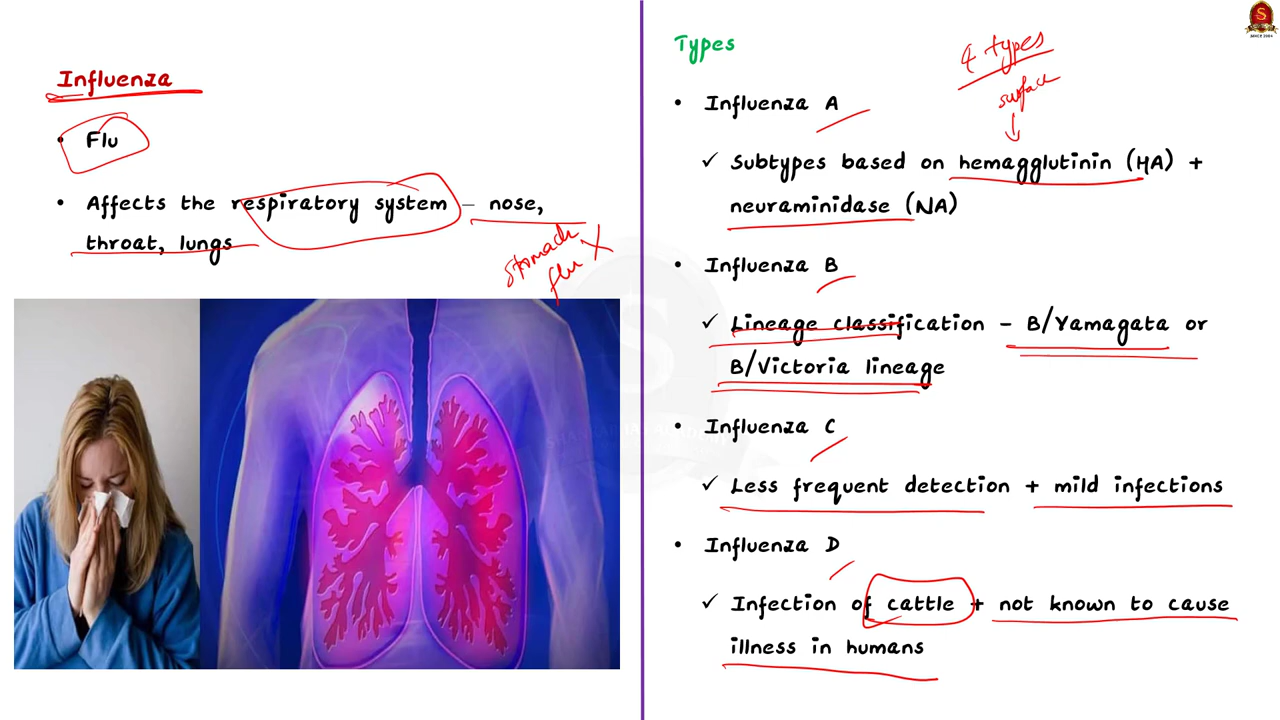 Influenza
• Flu
• Affects the respiratory system – nose,
throat, lungs
stomach
flu X
Types
4 types
surface
• Influenza A
✓ Subtypes based on hemagglutinin (HA) +
neuraminidase (NA)
• Influenza B
✓ Lineage classification – B/Yamagata or
B/Victoria lineage
• Influenza C
✓ Less frequent detection + mild infections
• Influenza D
✓ Infection of cattle + not known to cause
illness in humans
S
SINCE 2004